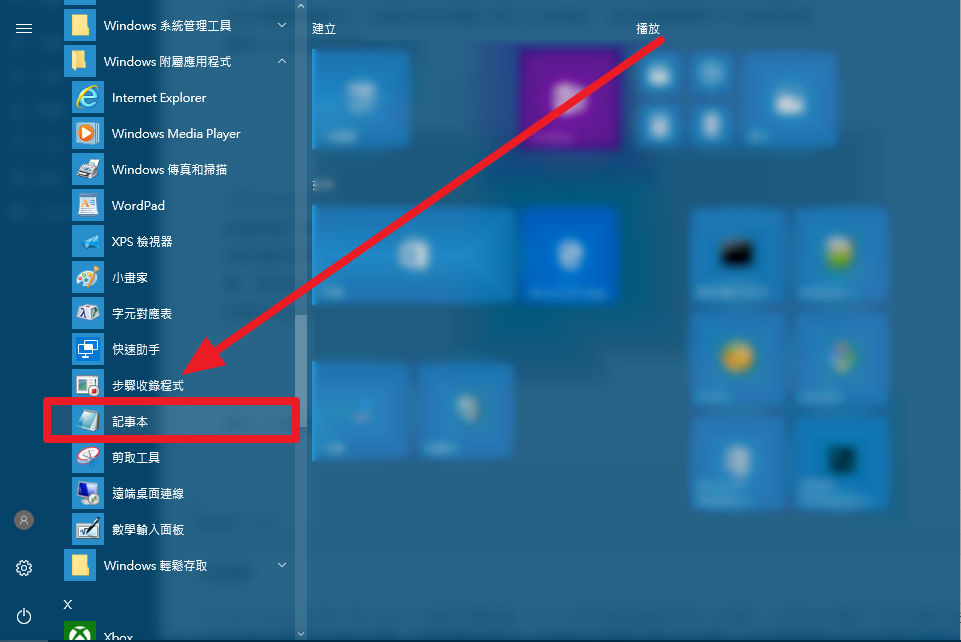 Windows 系統管理工具
Windows 附屬應用程式
Internet Explorer
Windows Media Player
Windows 傳真和掃描
WordPad
XPS 檢視器
小畫家
字元對應表
快速助手
步驟收錄程式
記事本
剪取工具
遠端桌面連線
數學輸入面板
Windows 輕鬆存取
X
Xbox
建立
播放